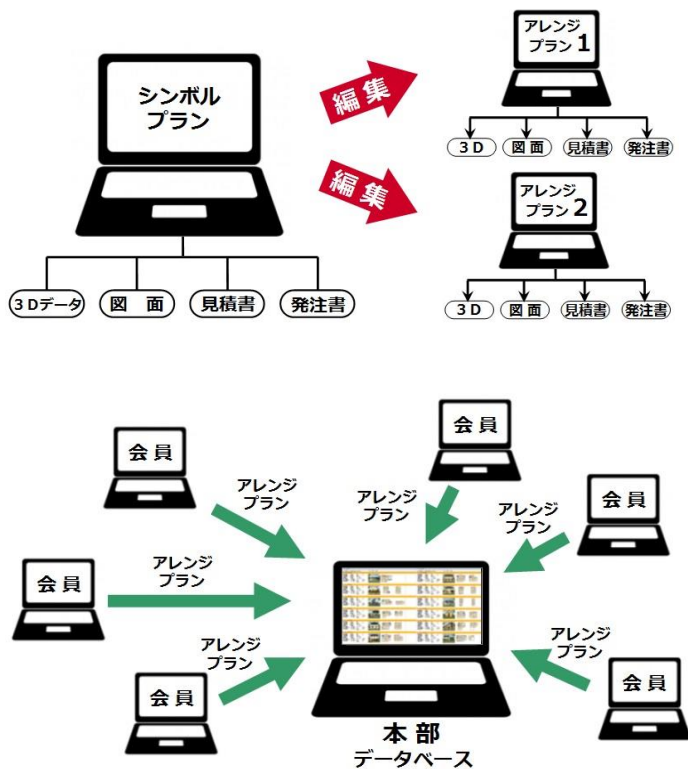 シンボル
プラン
編集
編集
アレンジ
プラン 1
3D
図面
見積書
発注書
アレンジ
プラン 2
3D
図面
見積書
発注書
3Dデータ
図 面
見積書
発注書
会員
アレンジ
プラン
会員
アレンジ
プラン
会員
アレンジ
プラン
会員
アレンジ
プラン
会員
アレンジ
プラン
会員
アレンジ
プラン
本部
データベース